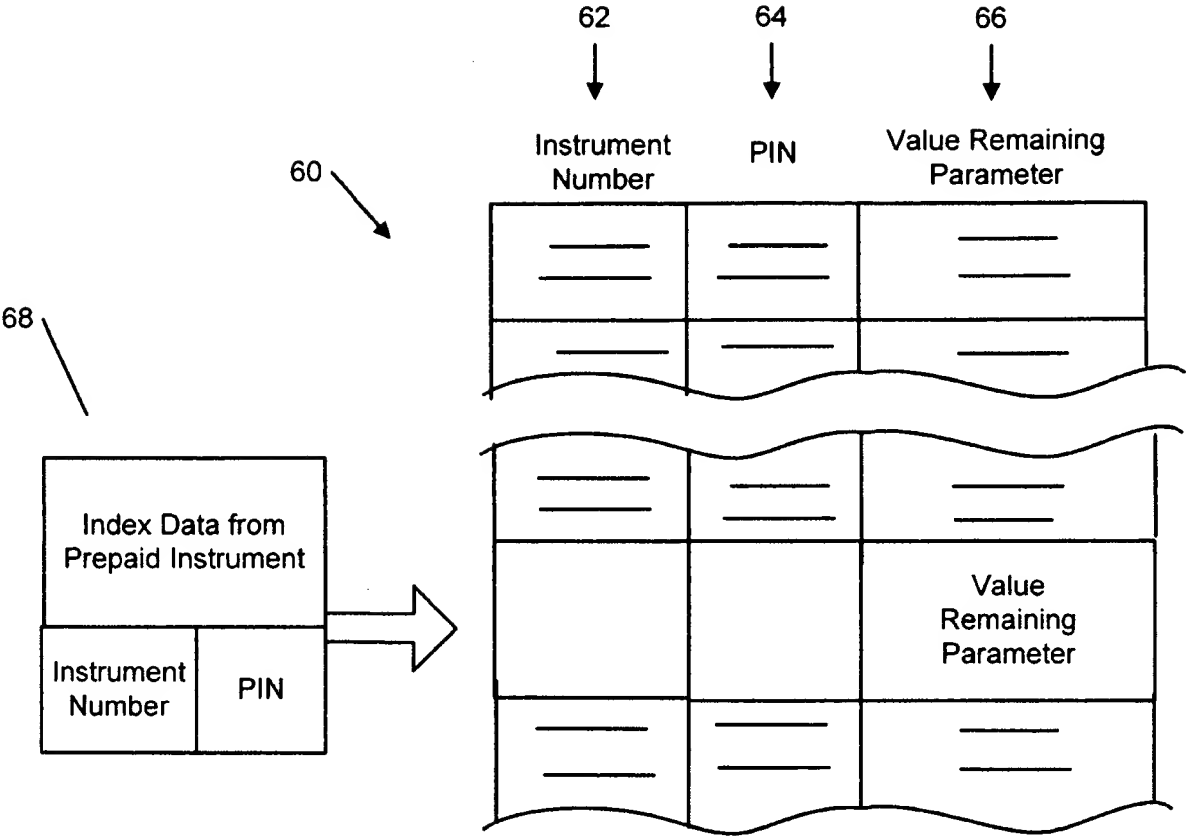 62
64
66
Instrument
Number
PIN
Value Remaining
Parameter
60
68
Index Data from
Prepaid Instrument
Instrument
Number
PIN
Value
Remaining
Parameter